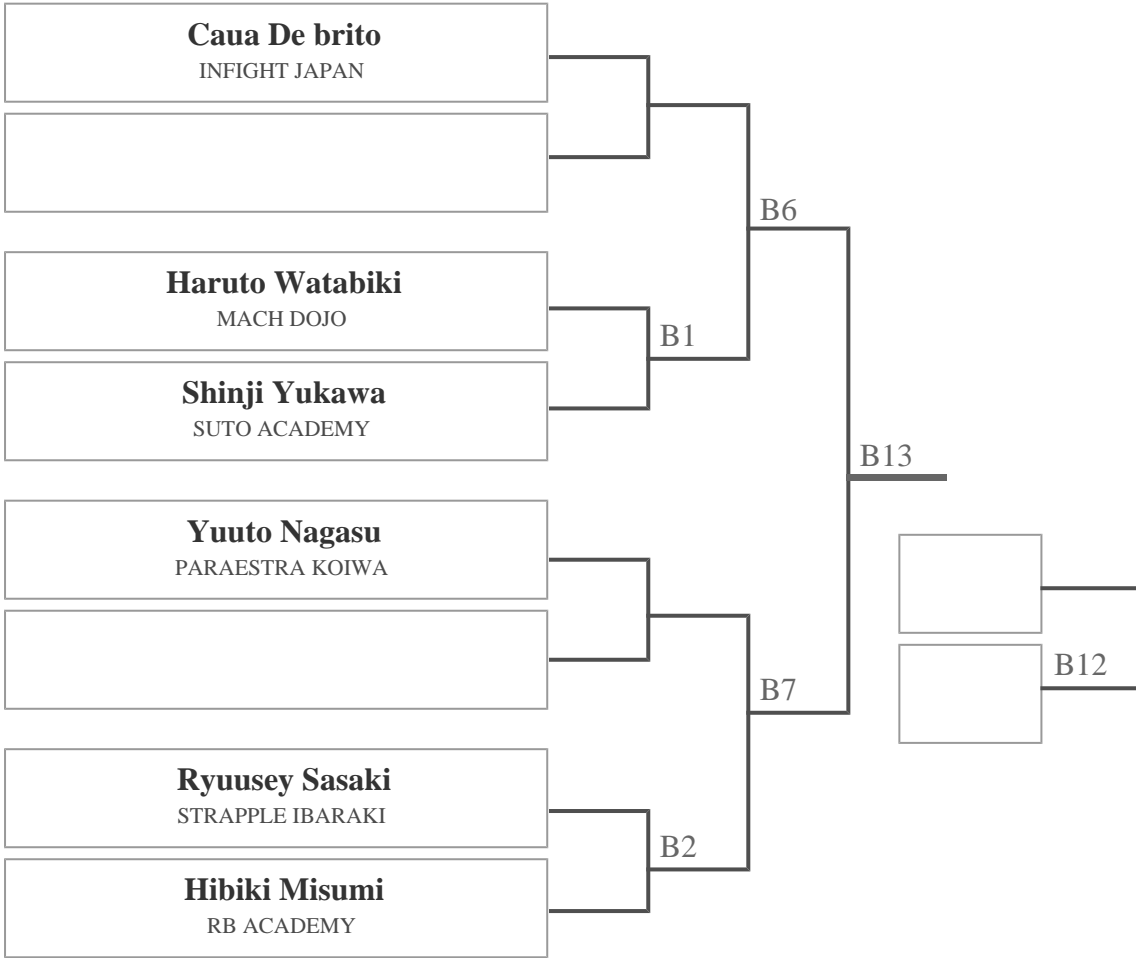 Caua De brito
INFIGHT JAPAN
B6
Haruto Watabiki
MACH DOJO
B1
Shinji Yukawa
SUTO ACADEMY
B13
Yuuto Nagasu
PARAESTRA KOIWA
B12
B7
Ryuusey Sasaki
STRAPPLE IBARAKI
B2
Hibiki Misumi
RB ACADEMY